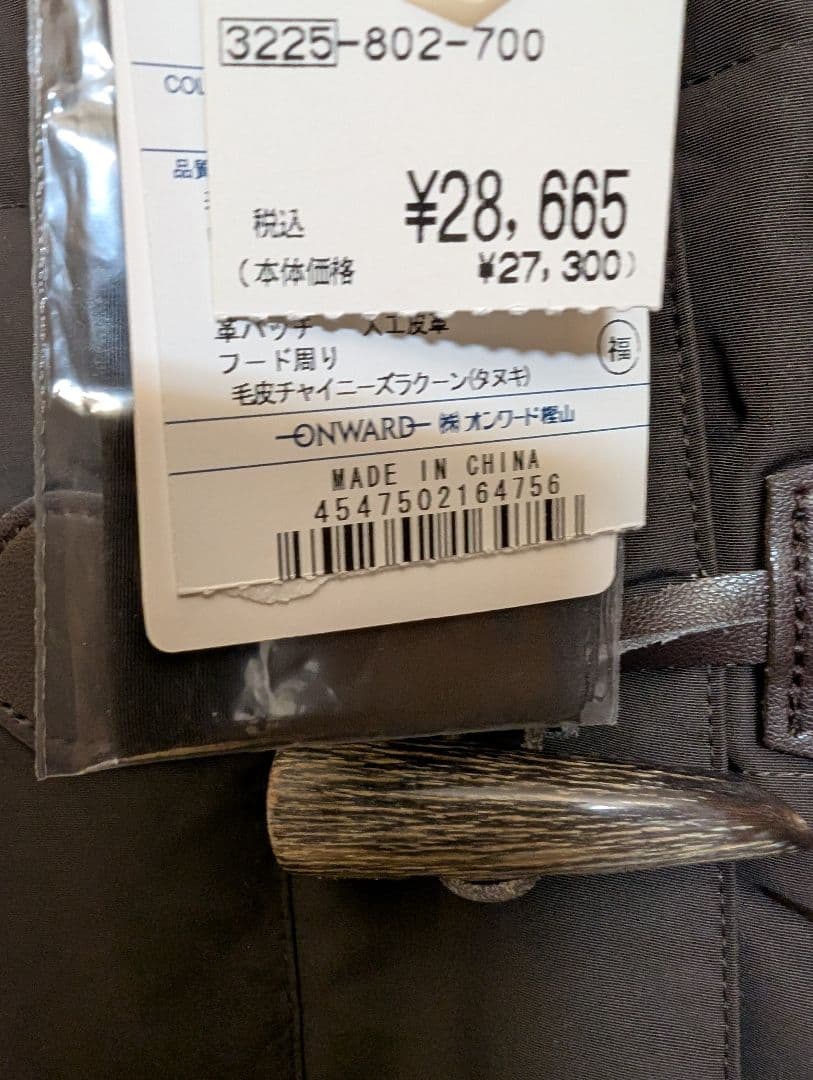 3225-802-700
COL
品質
¥28,665
税込
(本体価格 ¥27,300)
革パッチ 人工皮革
フード周り
福
毛皮チャイニーズラクーン(タヌキ)
ONWARD ㈱オンワード樫山
MADE IN CHINA
4547502164756